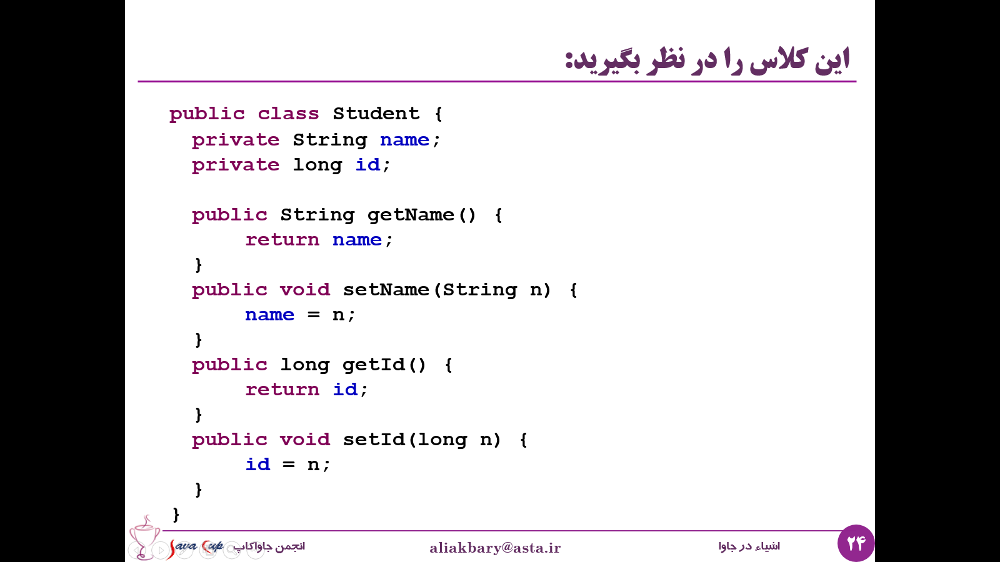 این کلاس را در نظر بگیرید:
public class Student {
private String name;
private long id;
public String getName() {
return name;
}
public void setName(String n) {
name = n;
}
public long getId() {
return id;
}
public void setId(long n) {
id = n;
}
}
Java Cup انجمن جاواکاپ
aliakbary@asta.ir
اشیاء در جاوا
۲۴